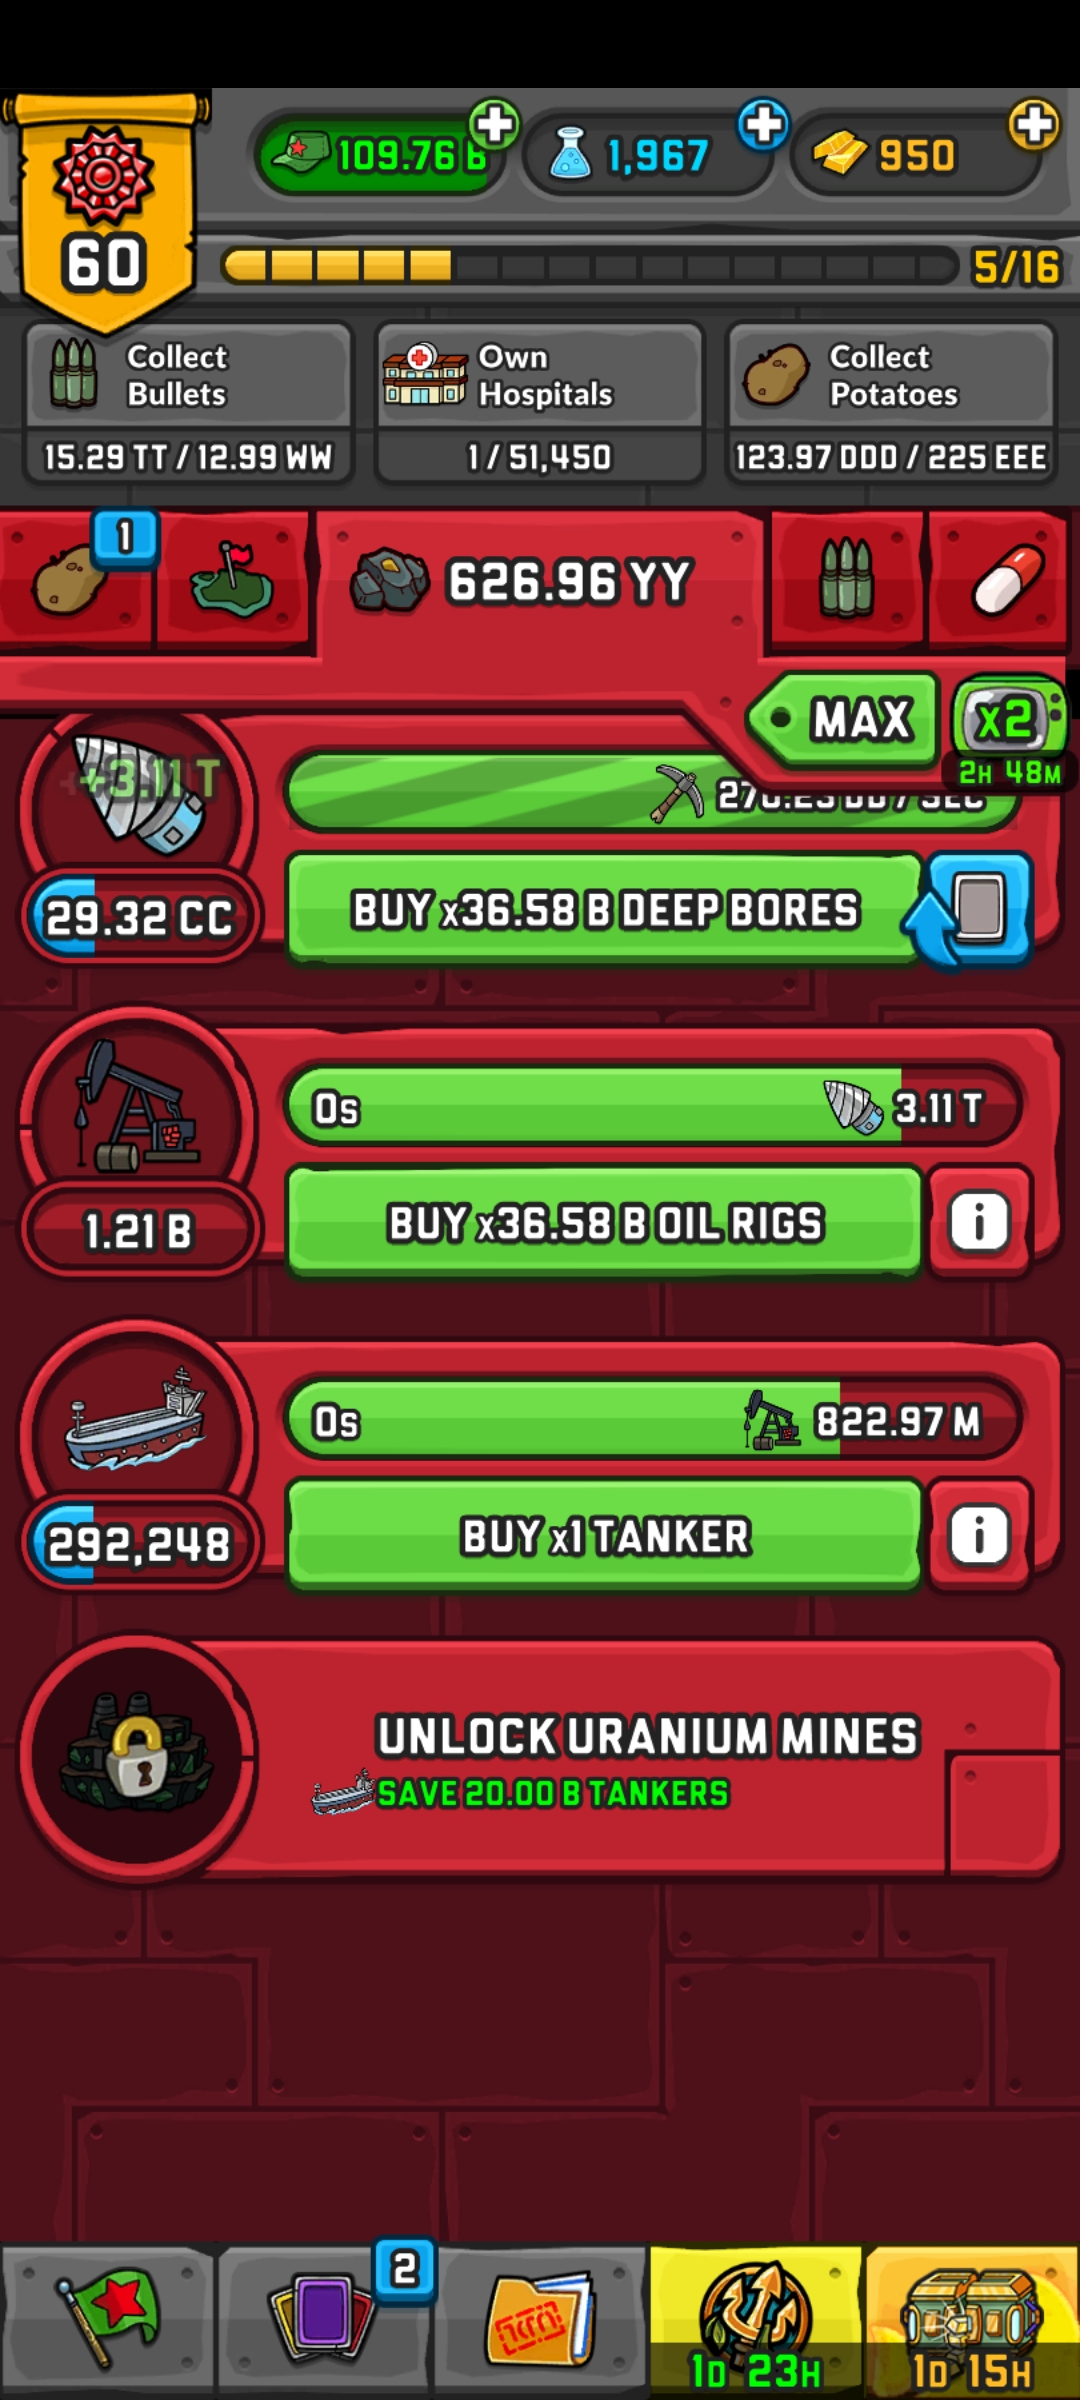 109.76 B
1,967
950
60
5/16
Collect
Bullets
15.29 TT / 12.99 WW
Own
Hospitals
1 / 51,450
Collect
Potatoes
123.97 DDD / 225 EEE
1
626.96 YY
MAX
x2
2H 48M
+3.11 T
29.32 CC
BUY x36.58 B DEEP BORES
0s
3.11 T
1.21 B
BUY x36.58 B OIL RIGS
i
0s
822.97 M
292,248
BUY x1 TANKER
i
UNLOCK URANIUM MINES
SAVE 20.00 B TANKERS
2
1D 23H
1D 15H